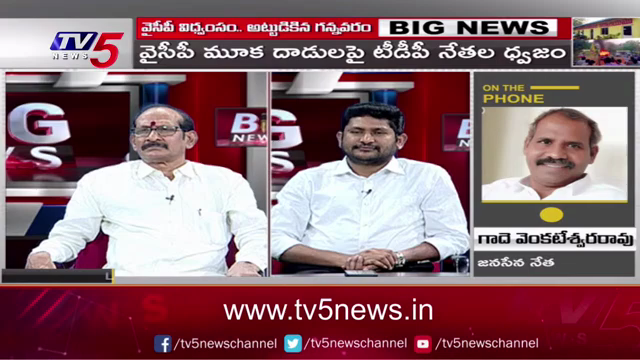 వైసీపీ విధ్వంసం.. అట్టుడికిన గన్నవరం BIG NEWS
TV5
NEWS
వైసీపీ మూక దాడులపై టీడీపీ నేతల ధ్వజం
ON THE
PHONE
గాదె వెంకటేశ్వరరావు
జనసేన నేత
www.tv5news.in
/tv5newschannel /tv5newschannel /tv5newschannel